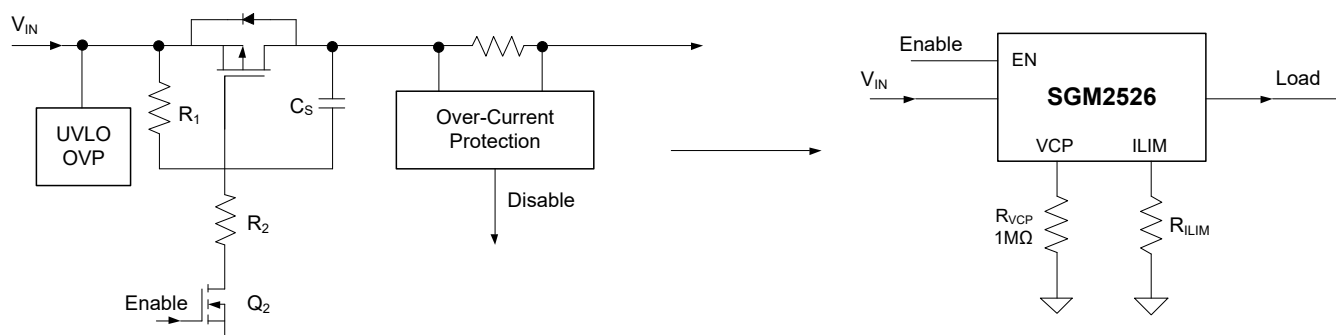 V_IN
UVLO
OVP
R_1
C_S
Over-Current
Protection
Disable
R_2
Enable
Q_2
Enable
EN
V_IN
SGM2526
Load
VCP
ILIM
R_VCP
1MΩ
R_ILIM